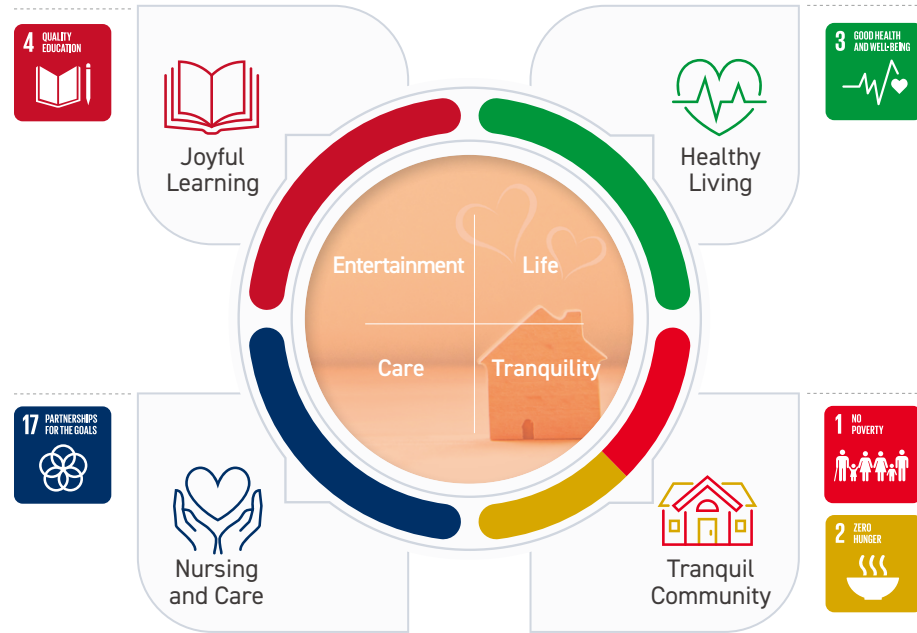 4 QUALITY
EDUCATION
Joyful
Learning
3 GOOD HEALTH
AND WELL-BEING
Healthy
Living
Entertainment
Life
Care
Tranquility
17 PARTNERSHIPS
FOR THE GOALS
Nursing
and Care
Tranquil
Community
1 NO
POVERTY
2 ZERO
HUNGER